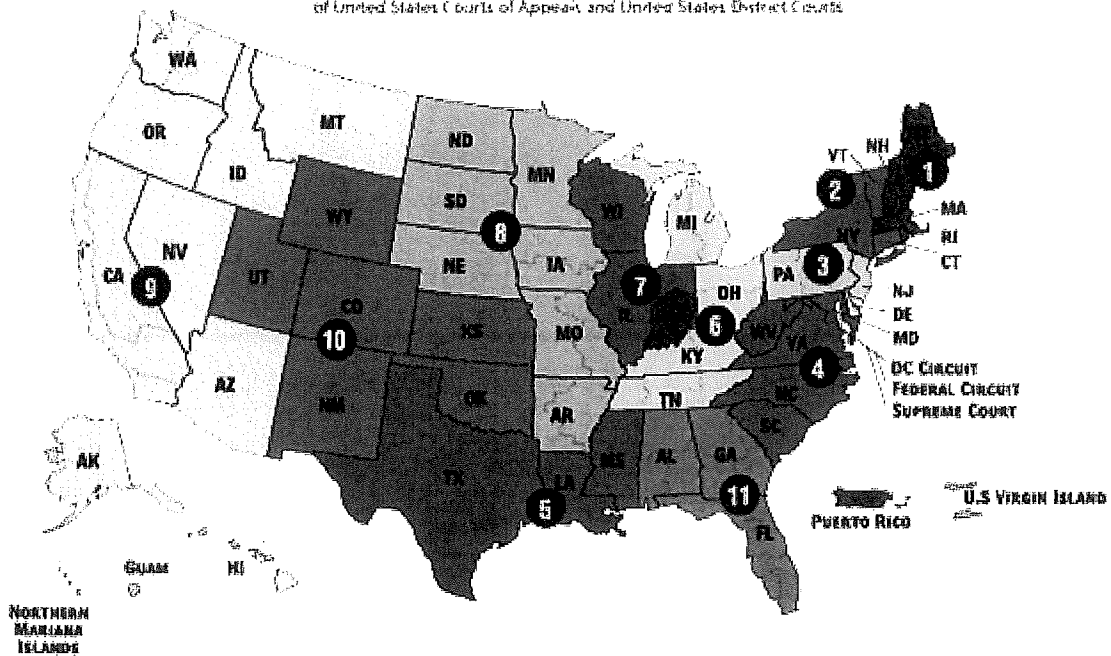 of United States Courts of Appeals and United States District Courts
WA
MT
ND
OR
MN
VT
NH
1
ID
SD
WI
2
MA
WY
8
MI
NY
RI
NV
NE
IA
PA
3
CT
CA
9
UT
7
OH
NJ
CO
IL
6
DE
KS
MO
WV
VA
MD
10
KY
4
DC CIRCUIT
AZ
NC
FEDERAL CIRCUIT
NM
OK
TN
SUPREME COURT
AR
SC
AK
MS
AL
GA
TX
LA
11
U.S VIRGIN ISLAND
5
PUERTO RICO
FL
GUAM
HI
NORTHERN
MARIANA
ISLANDS